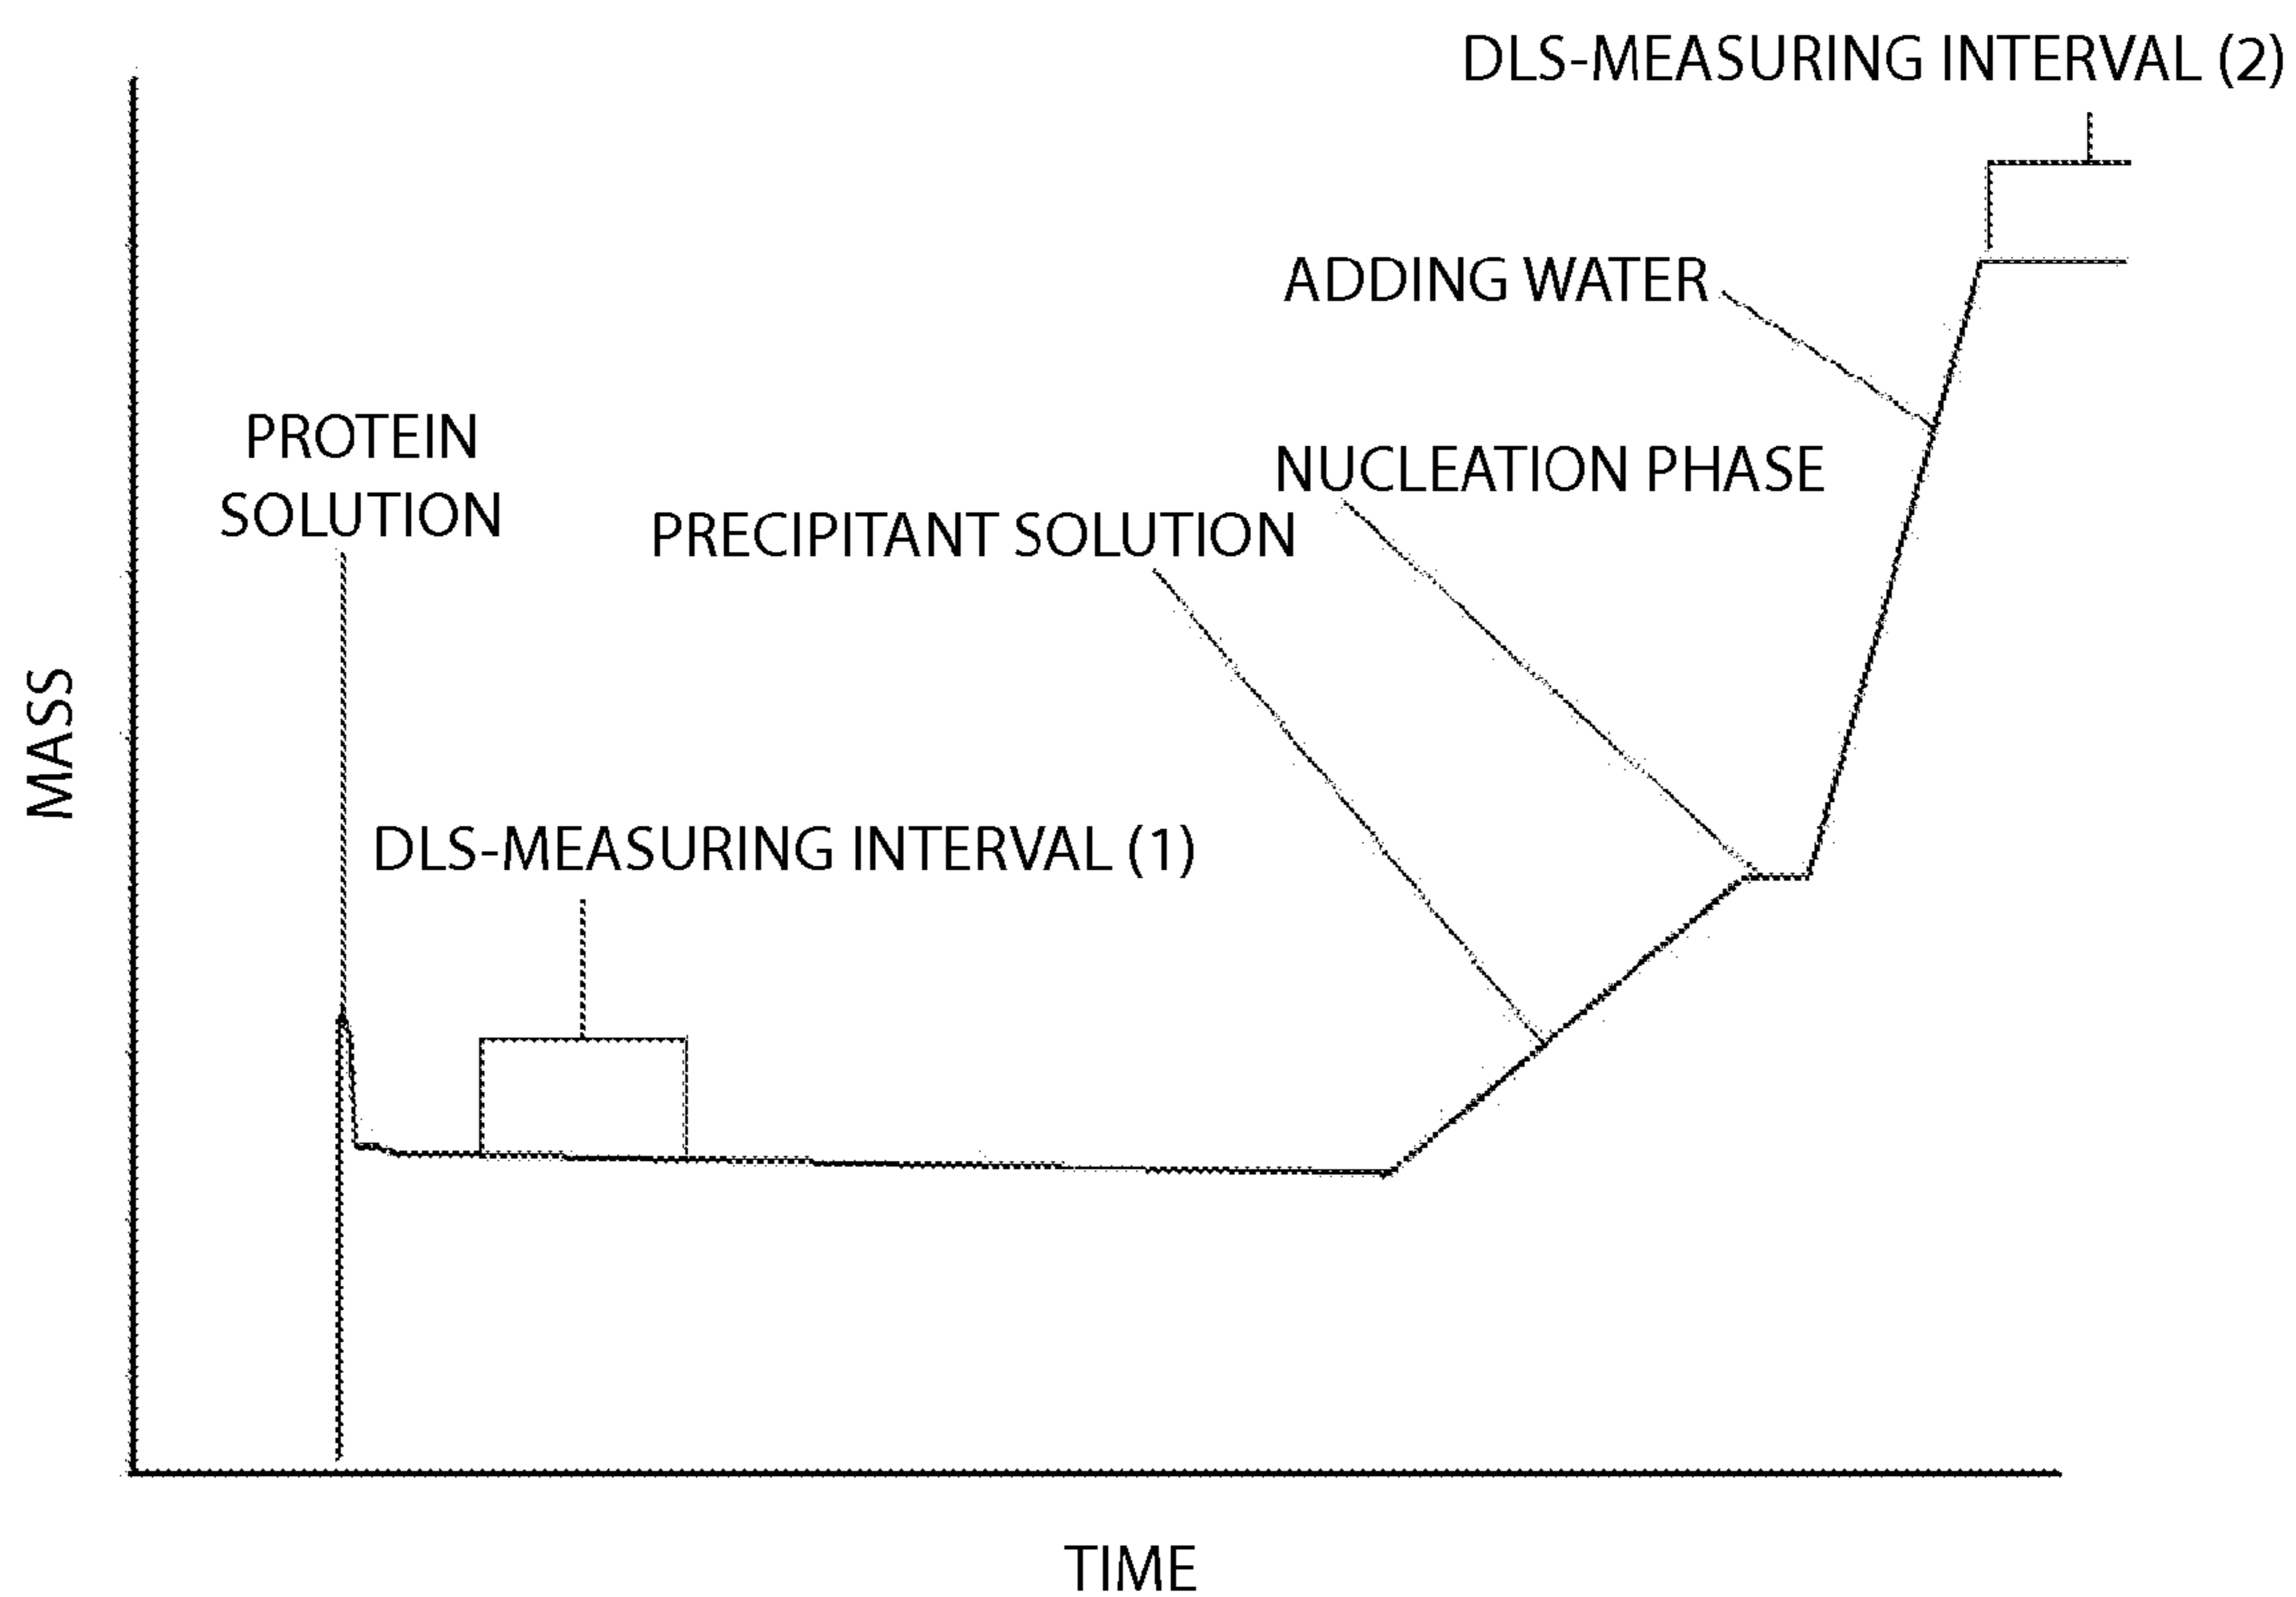 DLS-MEASURING INTERVAL (2)
ADDING WATER
PROTEIN
SOLUTION
NUCLEATION PHASE
PRECIPITANT SOLUTION
MASS
DLS-MEASURING INTERVAL (1)
TIME